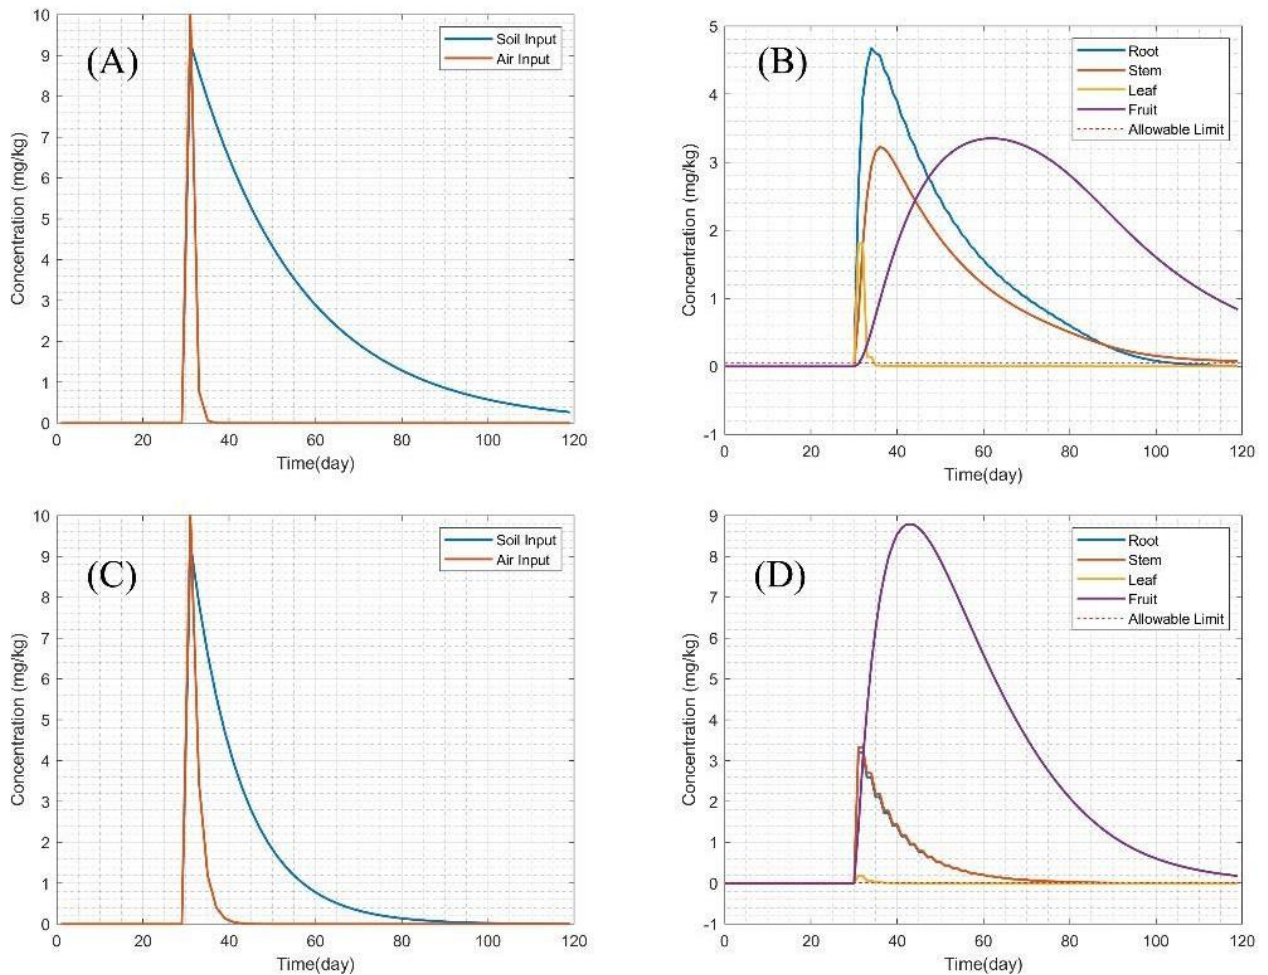 (A)
Soil Input
Air Input
Concentration (mg/kg)
10
9
8
7
6
5
4
3
2
1
0
0 20 40 60 80 100 120
Time(day)
(B)
Root
Stem
Leaf
Fruit
Allowable Limit
Concentration (mg/kg)
5
4
3
2
1
0
-1
0 20 40 60 80 100 120
Time(day)
(C)
Soil Input
Air Input
Concentration (mg/kg)
10
9
8
7
6
5
4
3
2
1
0
0 20 40 60 80 100 120
Time(day)
(D)
Root
Stem
Leaf
Fruit
Allowable Limit
Concentration (mg/kg)
9
8
7
6
5
4
3
2
1
0
-1
0 20 40 60 80 100 120
Time(day)